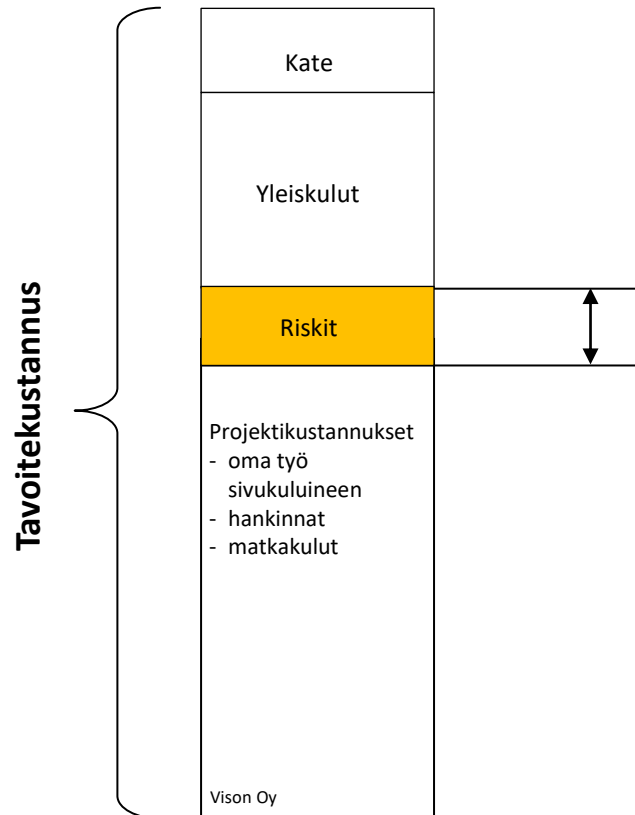 Kate
Yleiskulut
Riskit
Tavoitekustannus
Projektikustannukset
- oma työ
sivukuluineen
- hankinnat
- matkakulut
Vison Oy